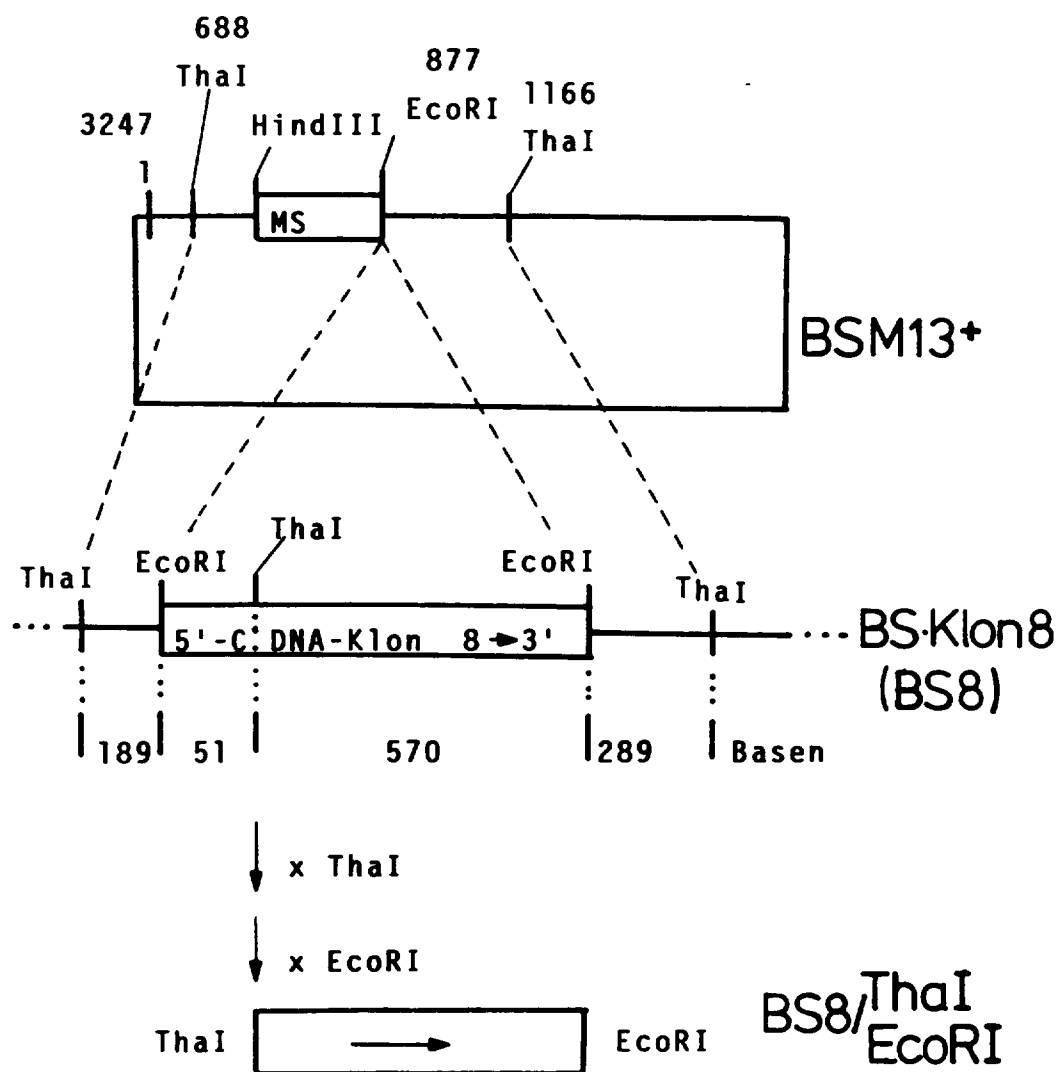 688
ThaI
877
EcoRI
1166
ThaI
3247
1
HindIII
MS
BSM13+
ThaI
EcoRI
ThaI
EcoRI
ThaI
5'-C DNA-Klon 8→3'
BS·Klon8
(BS8)
189 51 570 289 Basen
x ThaI
x EcoRI
ThaI → EcoRI
BS8/ThaI
EcoRI